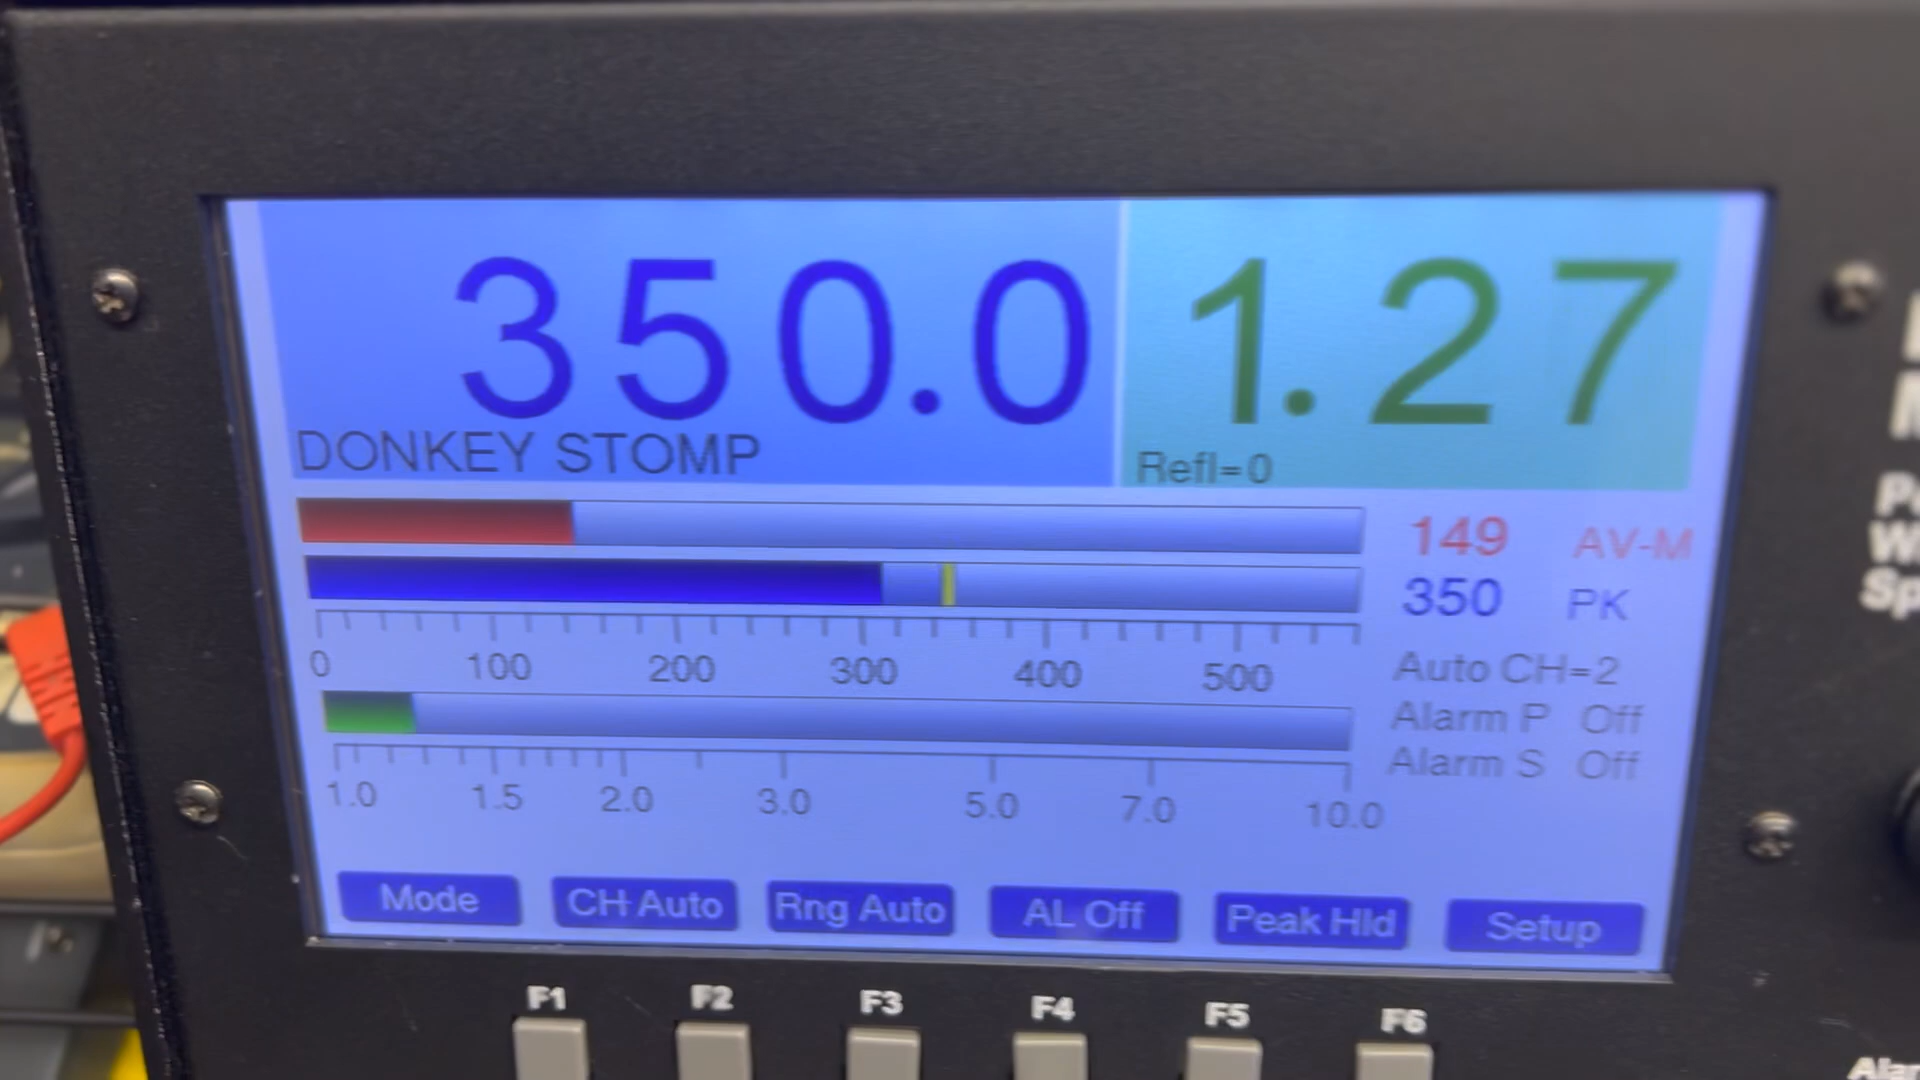 350.0
1.27
DONKEY STOMP
Refl=0
149 AV-M
350 PK
0 100 200 300 400 500
Auto CH=2
Alarm P Off
Alarm S Off
1.0 1.5 2.0 3.0 5.0 7.0 10.0
Mode CH Auto Rng Auto AL Off Peak Hld Setup
F1 F2 F3 F4 F5 F6